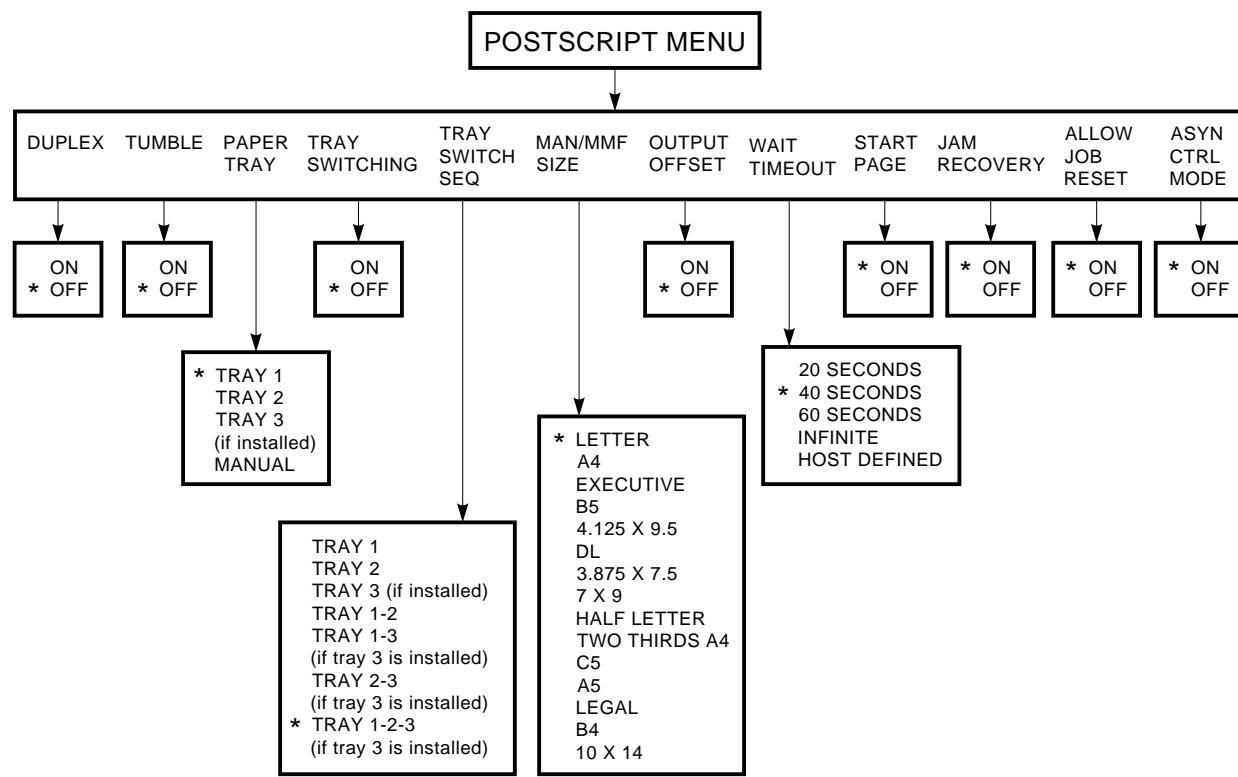 POSTSCRIPT MENU
DUPLEX
TUMBLE
PAPER
TRAY
TRAY
SWITCHING
TRAY
SWITCH
SEQ
MAN/MMF
SIZE
OUTPUT
OFFSET
WAIT
TIMEOUT
START
PAGE
JAM
RECOVERY
ALLOW
JOB
RESET
ASYN
CTRL
MODE
ON
* OFF
ON
* OFF
ON
* OFF
ON
* OFF
* ON
OFF
* ON
OFF
* ON
OFF
* ON
OFF
* TRAY 1
TRAY 2
TRAY 3
(if installed)
MANUAL
TRAY 1
TRAY 2
TRAY 3 (if installed)
TRAY 1-2
TRAY 1-3
(if tray 3 is installed)
TRAY 2-3
(if tray 3 is installed)
* TRAY 1-2-3
(if tray 3 is installed)
* LETTER
A4
EXECUTIVE
B5
4.125 X 9.5
DL
3.875 X 7.5
7 X 9
HALF LETTER
TWO THIRDS A4
C5
A5
LEGAL
B4
10 X 14
20 SECONDS
* 40 SECONDS
60 SECONDS
INFINITE
HOST DEFINED